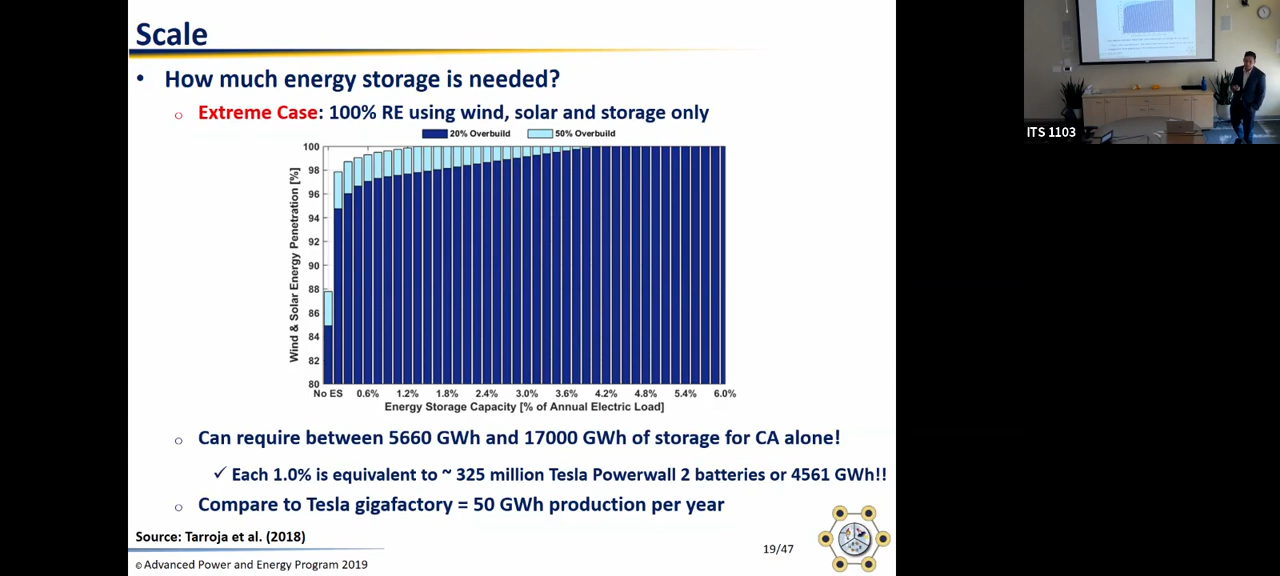 Scale
• How much energy storage is needed?
○ Extreme Case: 100% RE using wind, solar and storage only
20% Overbuild 50% Overbuild
Wind & Solar Energy Penetration [%]
100
98
96
94
92
90
88
86
84
82
80
No ES 0.6% 1.2% 1.8% 2.4% 3.0% 3.6% 4.2% 4.8% 5.4% 6.0%
Energy Storage Capacity [% of Annual Electric Load]
○ Can require between 5660 GWh and 17000 GWh of storage for CA alone!
✓ Each 1.0% is equivalent to ~ 325 million Tesla Powerwall 2 batteries or 4561 GWh!!
○ Compare to Tesla gigafactory = 50 GWh production per year
Source: Tarroja et al. (2018)
19/47
© Advanced Power and Energy Program 2019
ITS 1103